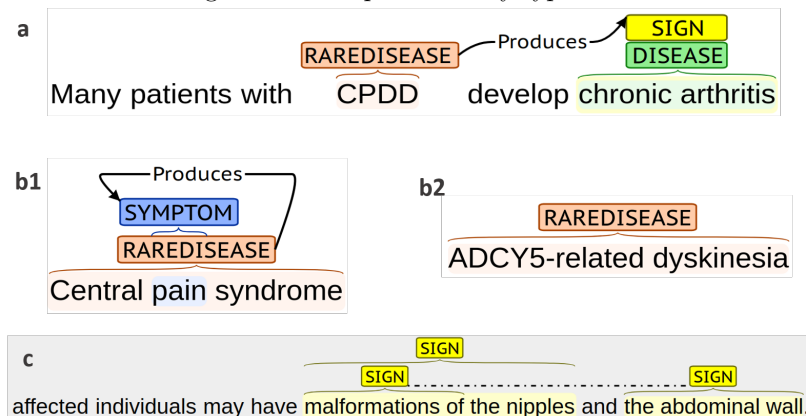 a
SIGN
Produces
RAREDISEASE
DISEASE
Many patients with CPDD develop chronic arthritis
b1
Produces
SYMPTOM
RAREDISEASE
Central pain syndrome
b2
RAREDISEASE
ADCY5-related dyskinesia
c
SIGN
SIGN SIGN
affected individuals may have malformations of the nipples and the abdominal wall